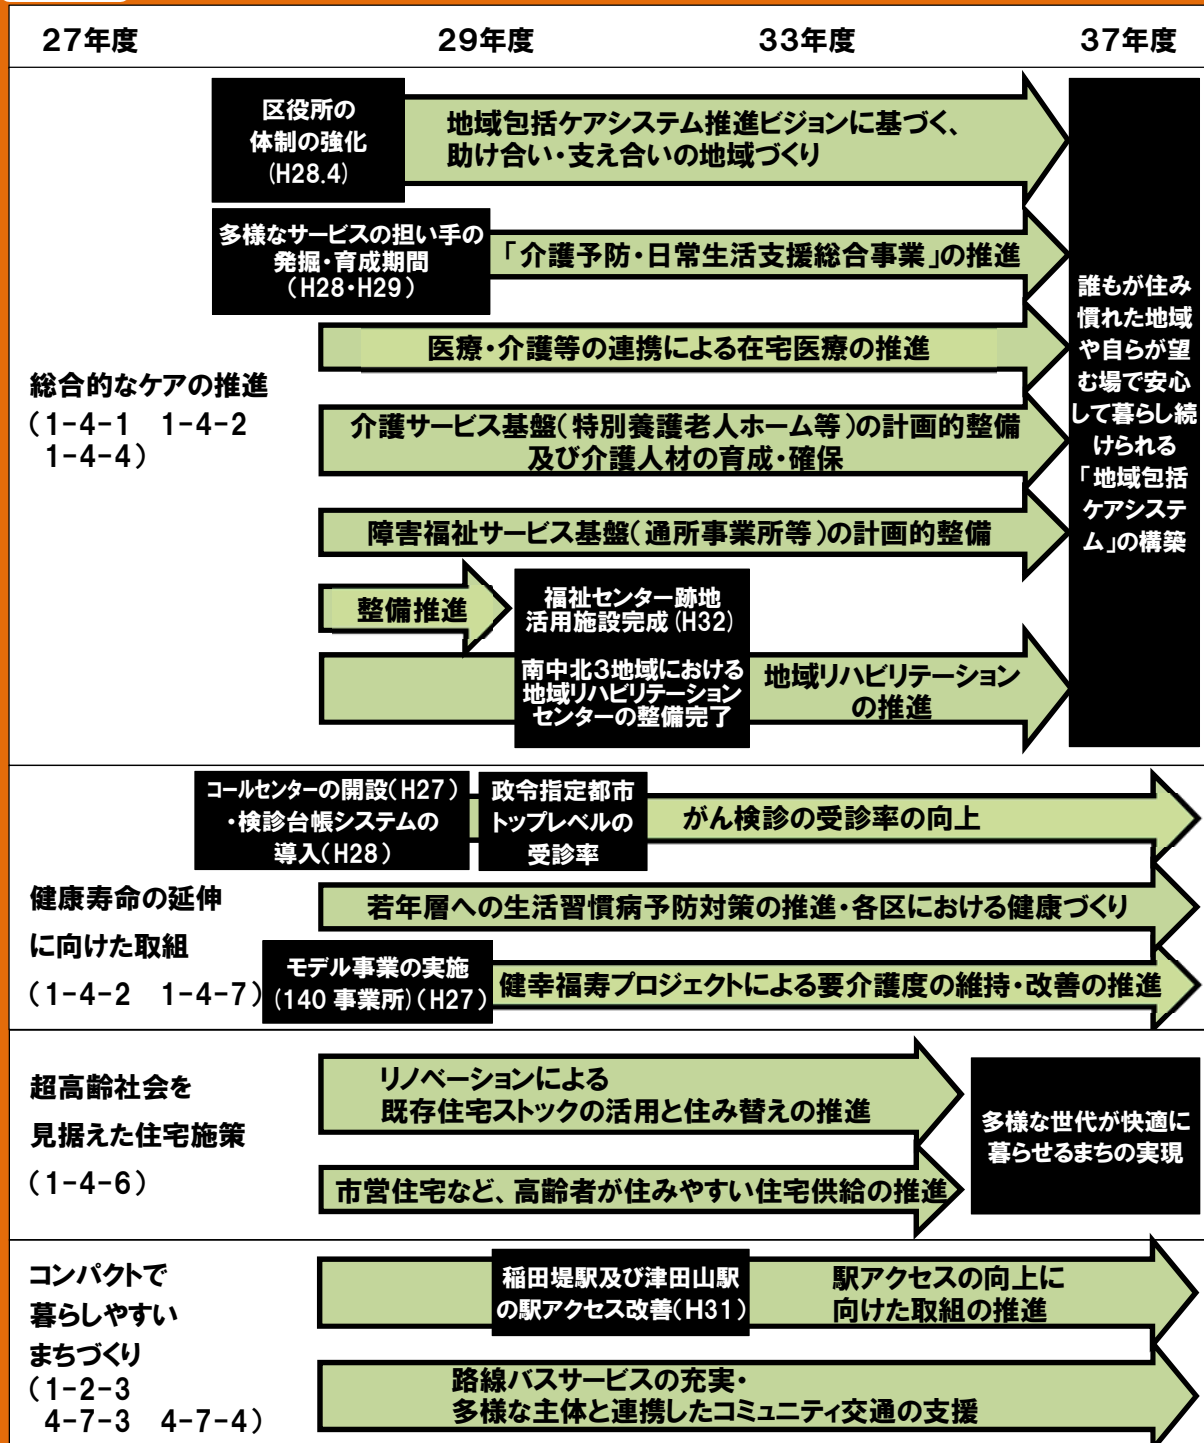 27年度 29年度 33年度 37年度
総合的なケアの推進
(1-4-1 1-4-2
1-4-4)
区役所の
体制の強化
(H28.4)
地域包括ケアシステム推進ビジョンに基づく、
助け合い・支え合いの地域づくり
多様なサービスの担い手の
発掘・育成期間
(H28・H29)
「介護予防・日常生活支援総合事業」の推進
医療・介護等の連携による在宅医療の推進
介護サービス基盤(特別養護老人ホーム等)の計画的整備
及び介護人材の育成・確保
障害福祉サービス基盤(通所事業所等)の計画的整備
整備推進
福祉センター跡地
活用施設完成(H32)
南中北3地域における
地域リハビリテーション
センターの整備完了
地域リハビリテーション
の推進
誰もが住み
慣れた地域
や自らが望
む場で安心
して暮らし続
けられる
「地域包括
ケアシステ
ム」の構築
健康寿命の延伸
に向けた取組
(1-4-2 1-4-7)
コールセンターの開設(H27)
・検診台帳システムの
導入(H28)
政令指定都市
トップレベルの
受診率
がん検診の受診率の向上
若年層への生活習慣病予防対策の推進・各区における健康づくり
モデル事業の実施
(140 事業所)(H27)
健幸福寿プロジェクトによる要介護度の維持・改善の推進
超高齢社会を
見据えた住宅施策
(1-4-6)
リノベーションによる
既存住宅ストックの活用と住み替えの推進
市営住宅など、高齢者が住みやすい住宅供給の推進
多様な世代が快適に
暮らせるまちの実現
コンパクトで
暮らしやすい
まちづくり
(1-2-3
4-7-3 4-7-4)
稲田堤駅及び津田山駅
の駅アクセス改善(H31)
駅アクセスの向上に
向けた取組の推進
路線バスサービスの充実・
多様な主体と連携したコミュニティ交通の支援